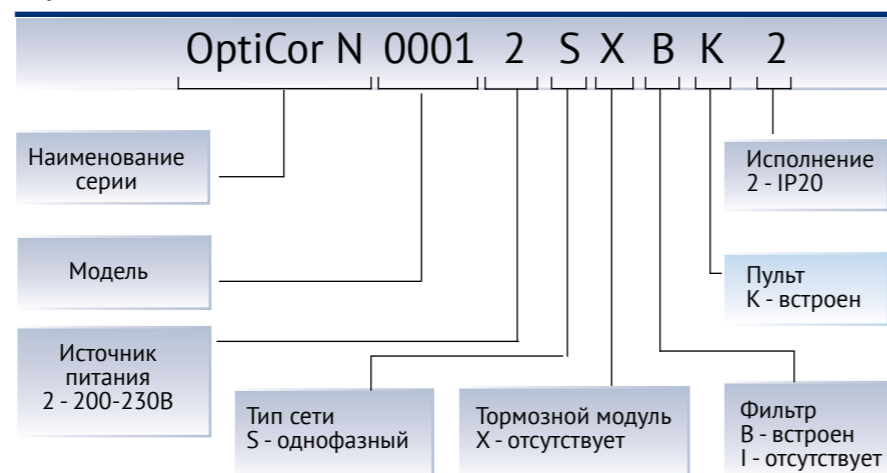 OptiCor N 0001 2 S X B K 2
Наименование
серии
Исполнение
2 - IP20
Модель
Пульт
К - встроен
Источник
питания
2 - 200-230В
Тип сети
S - однофазный
Тормозной модуль
X - отсутствует
Фильтр
B - встроен
I - отсутствует